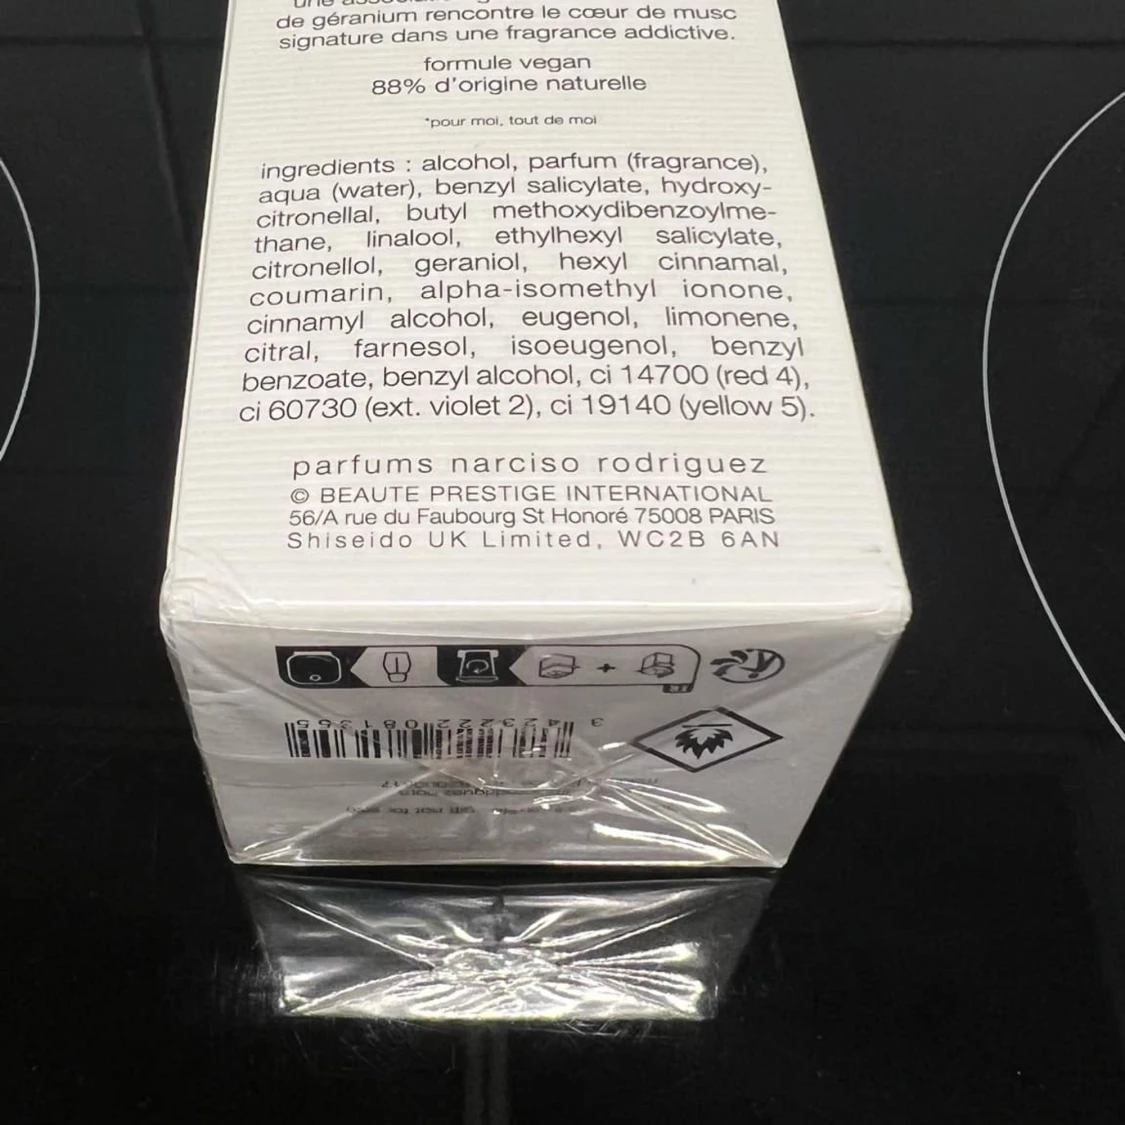 de géranium rencontre le cœur de musc
signature dans une fragrance addictive.
formule vegan
88% d'origine naturelle
*pour moi, tout de moi
ingredients : alcohol, parfum (fragrance),
aqua (water), benzyl salicylate, hydroxy-
citronellal, butyl methoxydibenzoylme-
thane, linalool, ethylhexyl salicylate,
citronellol, geraniol, hexyl cinnamal,
coumarin, alpha-isomethyl ionone,
cinnamyl alcohol, eugenol, limonene,
citral, farnesol, isoeugenol, benzyl
benzoate, benzyl alcohol, ci 14700 (red 4),
ci 60730 (ext. violet 2), ci 19140 (yellow 5).
parfums narciso rodriguez
© BEAUTE PRESTIGE INTERNATIONAL
56/A rue du Faubourg St Honoré 75008 PARIS
Shiseido UK Limited, WC2B 6AN